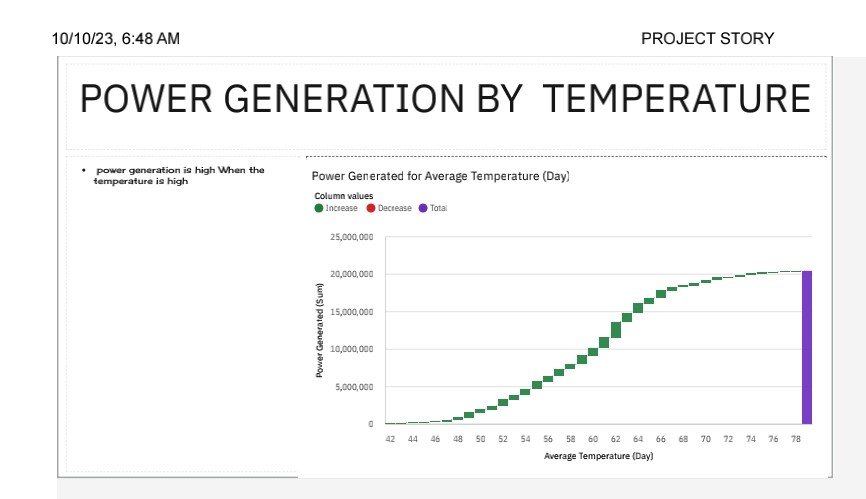 10/10/23, 6:48 AM PROJECT STORY
POWER GENERATION BY TEMPERATURE
• power generation is high When the
temperature is high
Power Generated for Average Temperature (Day)
Column values
Increase Decrease Total
Power Generated (Sum)
25,000,000
20,000,000
15,000,000
10,000,000
5,000,000
0
42 44 46 48 50 52 54 56 58 60 62 64 66 68 70 72 74 76 78
Average Temperature (Day)